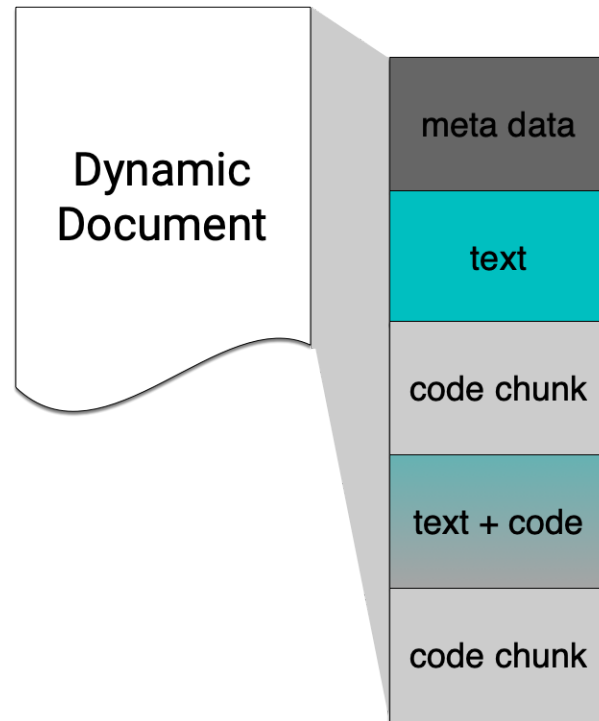 Dynamic
Document
meta data
text
code chunk
text + code
code chunk